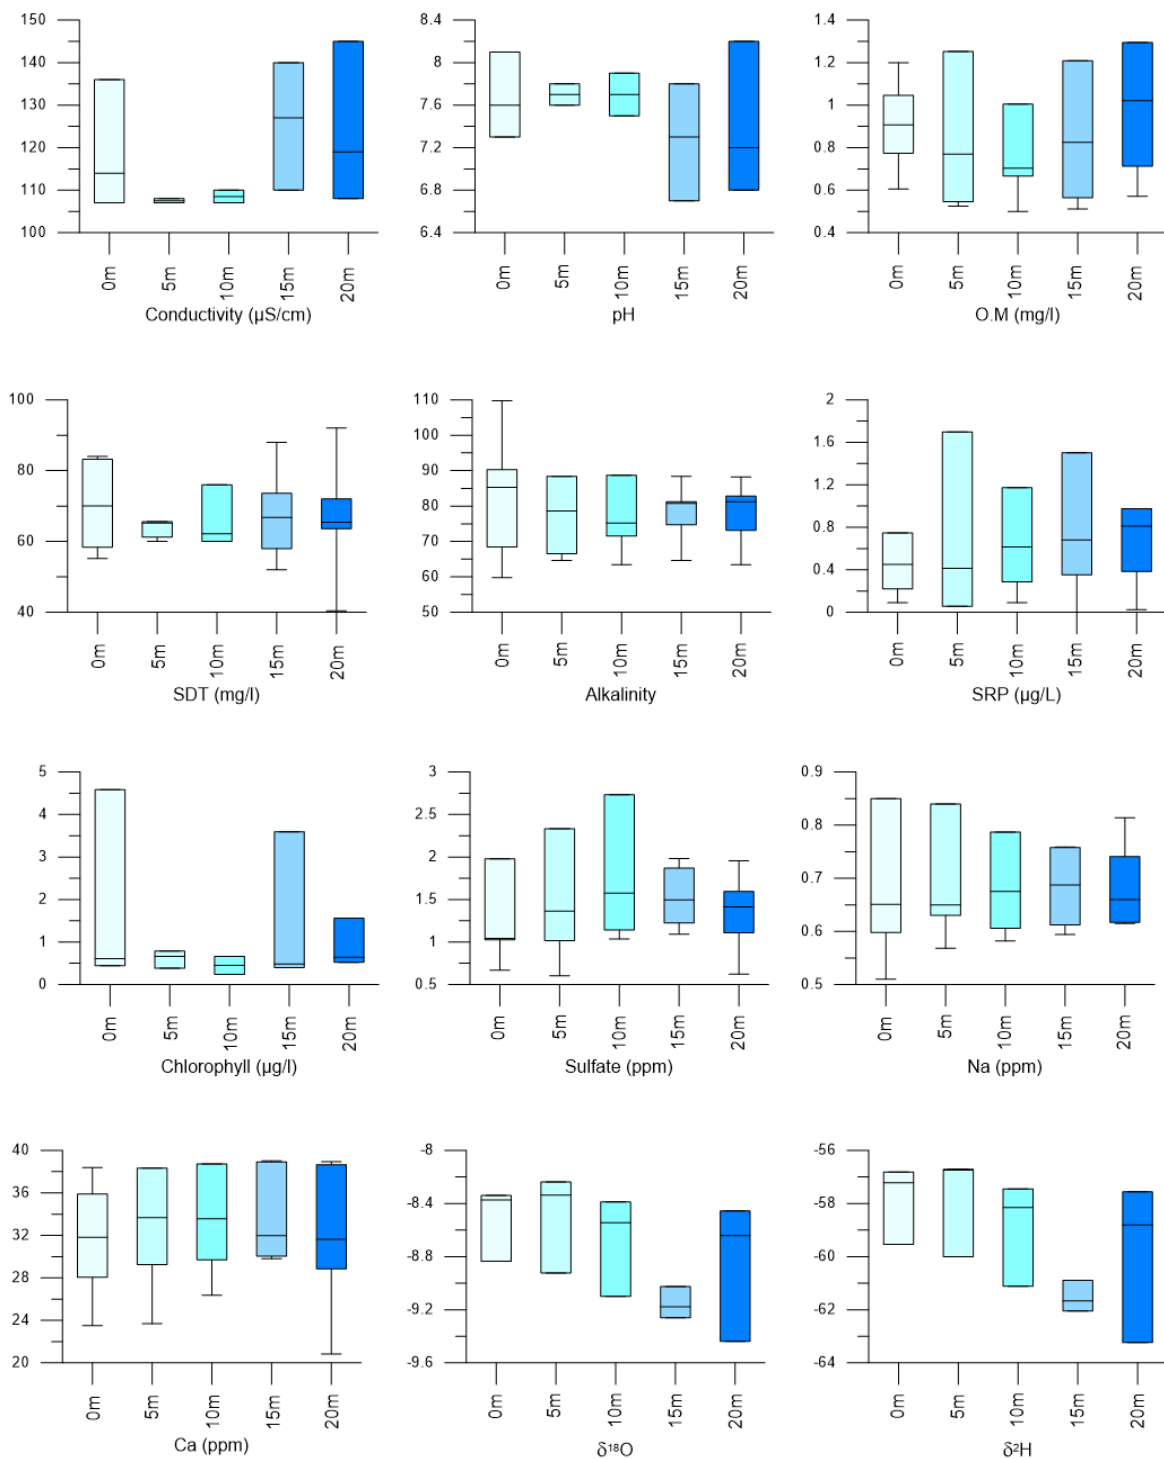 150
140
130
120
110
100
0m
5m
10m
15m
20m
Conductivity (µS/cm)
8.4
8
7.6
7.2
6.8
6.4
0m
5m
10m
15m
20m
pH
1.4
1.2
1
0.8
0.6
0.4
0m
5m
10m
15m
20m
O.M (mg/l)
100
80
60
40
0m
5m
10m
15m
20m
SDT (mg/l)
110
100
90
80
70
60
50
0m
5m
10m
15m
20m
Alkalinity
2
1.6
1.2
0.8
0.4
0
0m
5m
10m
15m
20m
SRP (µg/L)
5
4
3
2
1
0
0m
5m
10m
15m
20m
Chlorophyll (µg/l)
3
2.5
2
1.5
1
0.5
0m
5m
10m
15m
20m
Sulfate (ppm)
0.9
0.8
0.7
0.6
0.5
0m
5m
10m
15m
20m
Na (ppm)
40
36
32
28
24
20
0m
5m
10m
15m
20m
Ca (ppm)
-8
-8.4
-8.8
-9.2
-9.6
0m
5m
10m
15m
20m
δ¹⁸O
-56
-58
-60
-62
-64
0m
5m
10m
15m
20m
δ²H